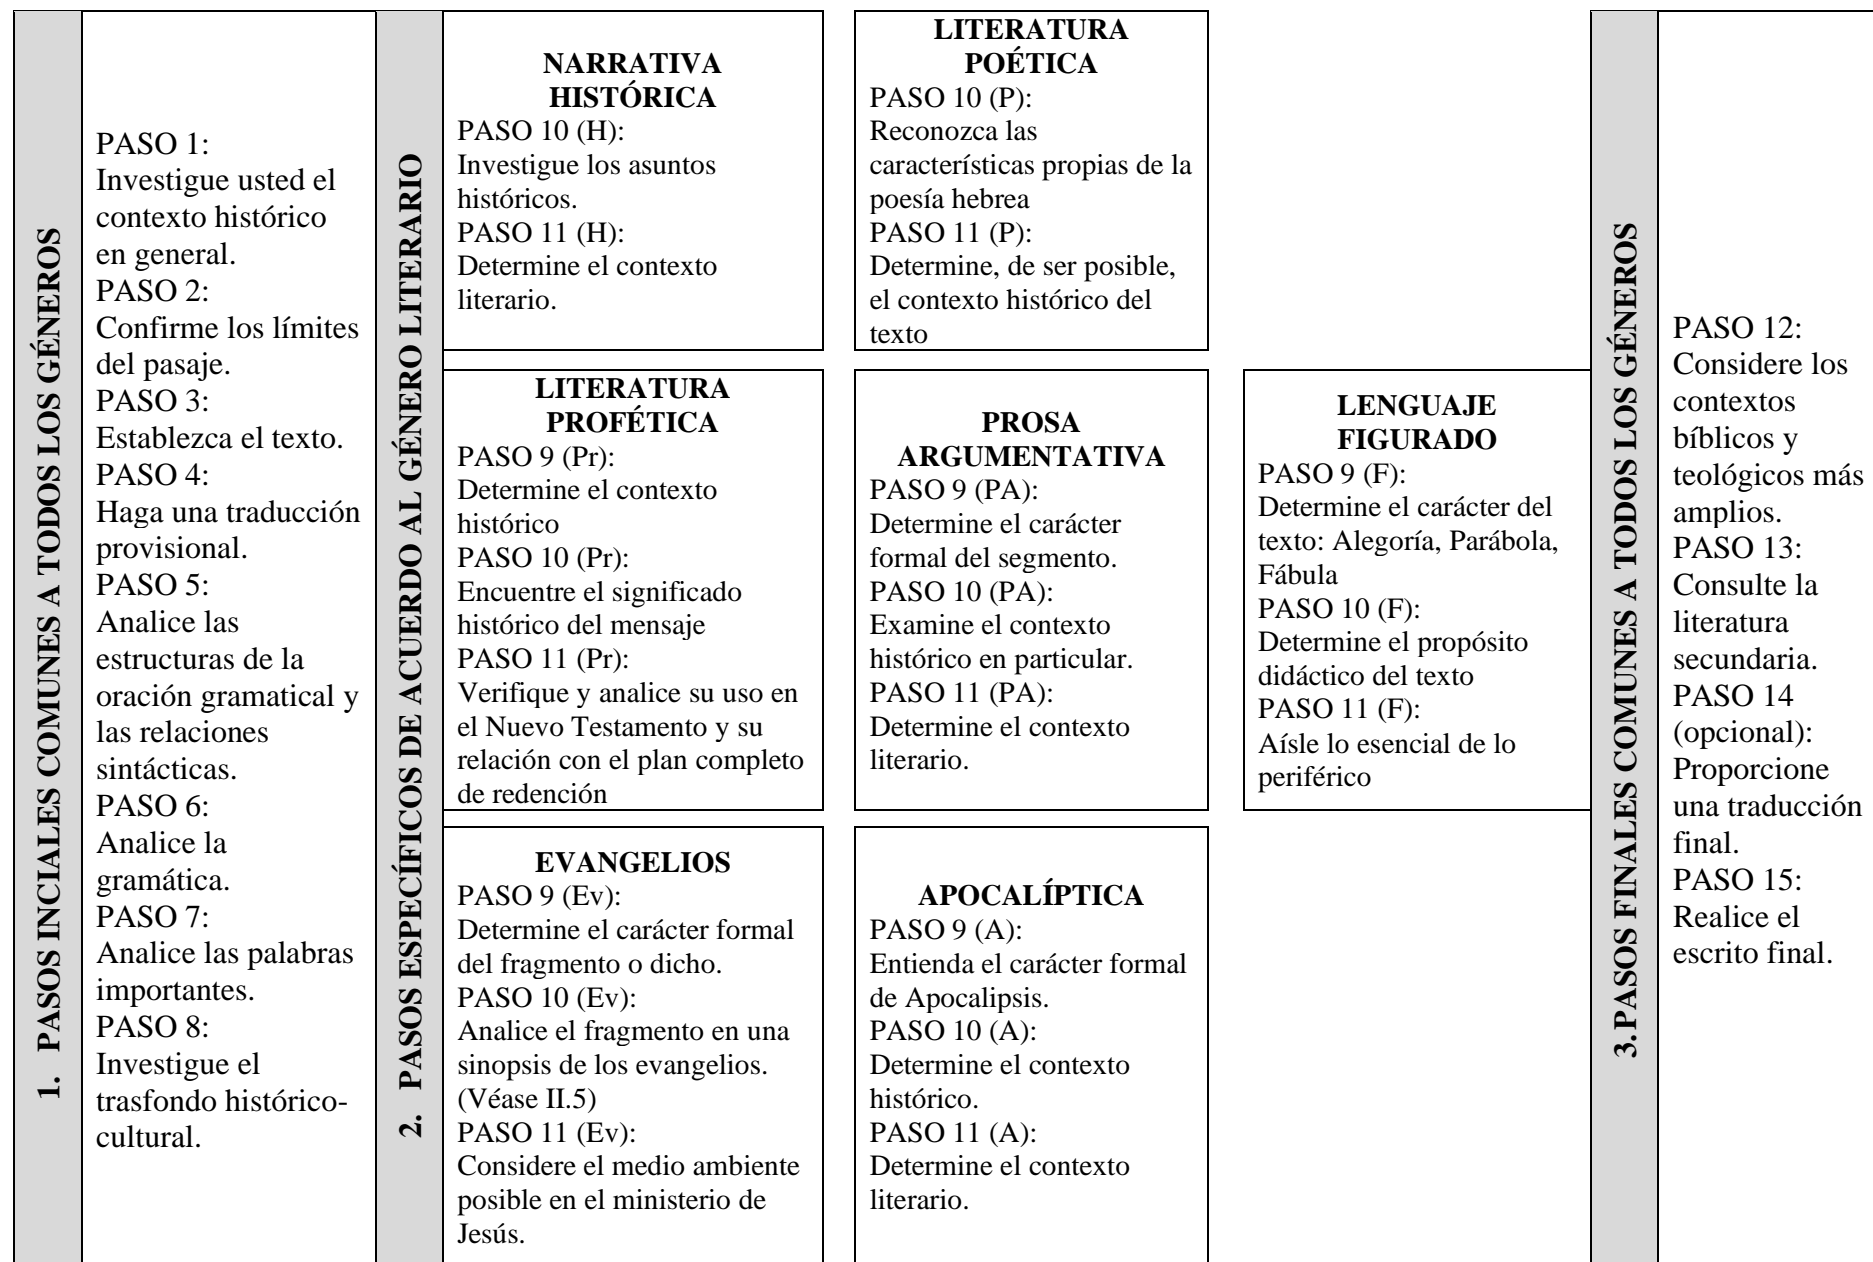 1. PASOS INCIALES COMUNES A TODOS LOS GÉNEROS
PASO 1:
Investigue usted el
contexto histórico
en general.
PASO 2:
Confirme los límites
del pasaje.
PASO 3:
Establezca el texto.
PASO 4:
Haga una traducción
provisional.
PASO 5:
Analice las
estructuras de la
oración gramatical y
las relaciones
sintácticas.
PASO 6:
Analice la
gramática.
PASO 7:
Analice las palabras
importantes.
PASO 8:
Investigue el
trasfondo histórico-
cultural.
2. PASOS ESPECÍFICOS DE ACUERDO AL GÉNERO LITERARIO
NARRATIVA
HISTÓRICA
PASO 10 (H):
Investigue los asuntos
históricos.
PASO 11 (H):
Determine el contexto
literario.
LITERATURA
POÉTICA
PASO 10 (P):
Reconozca las
características propias de la
poesía hebrea
PASO 11 (P):
Determine, de ser posible,
el contexto histórico del
texto
LITERATURA
PROFÉTICA
PASO 9 (Pr):
Determine el contexto
histórico
PASO 10 (Pr):
Encuentre el significado
histórico del mensaje
PASO 11 (Pr):
Verifique y analice su uso en
el Nuevo Testamento y su
relación con el plan completo
de redención
PROSA
ARGUMENTATIVA
PASO 9 (PA):
Determine el carácter
formal del segmento.
PASO 10 (PA):
Examine el contexto
histórico en particular.
PASO 11 (PA):
Determine el contexto
literario.
LENGUAJE
FIGURADO
PASO 9 (F):
Determine el carácter del
texto: Alegoría, Parábola,
Fábula
PASO 10 (F):
Determine el propósito
didáctico del texto
PASO 11 (F):
Aísle lo esencial de lo
periférico
EVANGELIOS
PASO 9 (Ev):
Determine el carácter formal
del fragmento o dicho.
PASO 10 (Ev):
Analice el fragmento en una
sinopsis de los evangelios.
(Véase II.5)
PASO 11 (Ev):
Considere el medio ambiente
posible en el ministerio de
Jesús.
APOCALÍPTICA
PASO 9 (A):
Entienda el carácter formal
de Apocalipsis.
PASO 10 (A):
Determine el contexto
histórico.
PASO 11 (A):
Determine el contexto
literario.
3.PASOS FINALES COMUNES A TODOS LOS GÉNEROS
PASO 12:
Considere los
contextos
bíblicos y
teológicos más
amplios.
PASO 13:
Consulte la
literatura
secundaria.
PASO 14
(opcional):
Proporcione
una traducción
final.
PASO 15:
Realice el
escrito final.